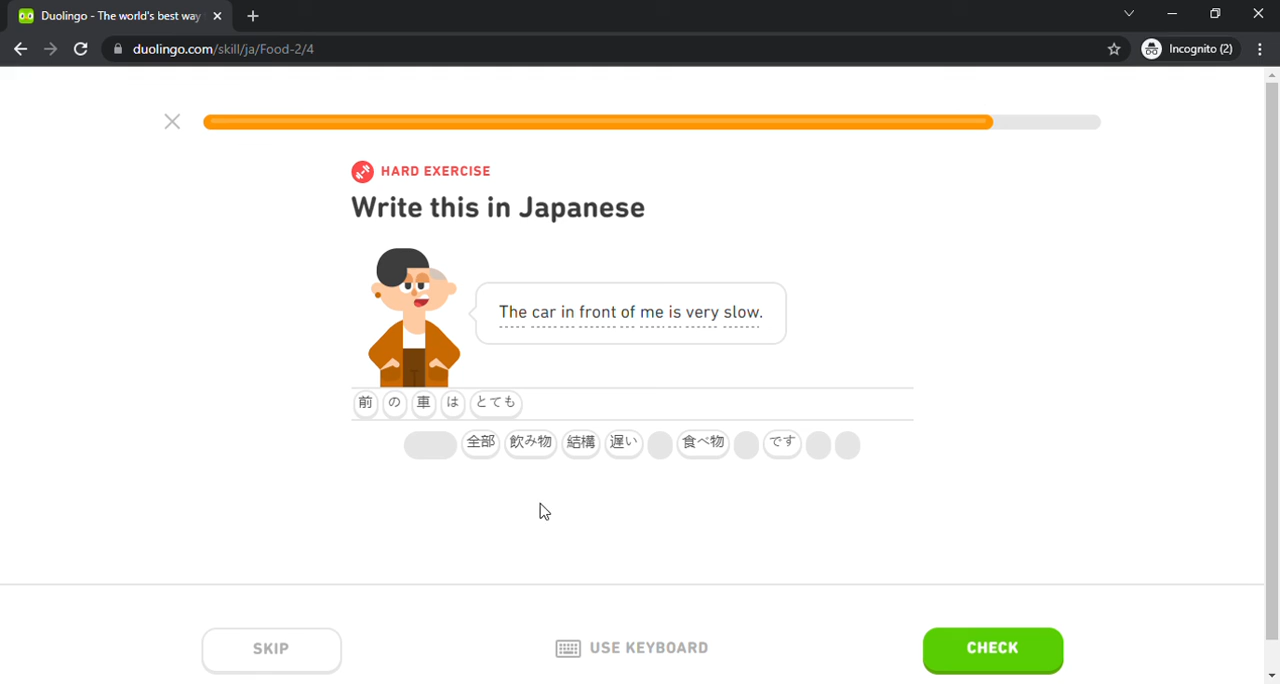 Duolingo - The world's best way
duolingo.com/skill/ja/Food-2/4
Incognito (2)
HARD EXERCISE
Write this in Japanese
The car in front of me is very slow.
前 の 車 は とても
全部 飲み物 結構 遅い 食べ物 です
SKIP
USE KEYBOARD
CHECK